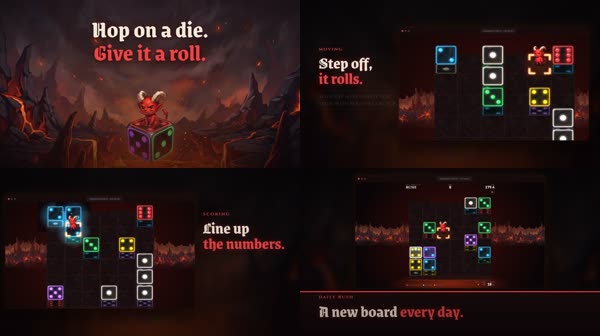 Hop on a die.
Give it a roll.
MOVING
Step off,
it rolls.
SCORING
Line up
the numbers.
DAILY RUSH
A new board every day.